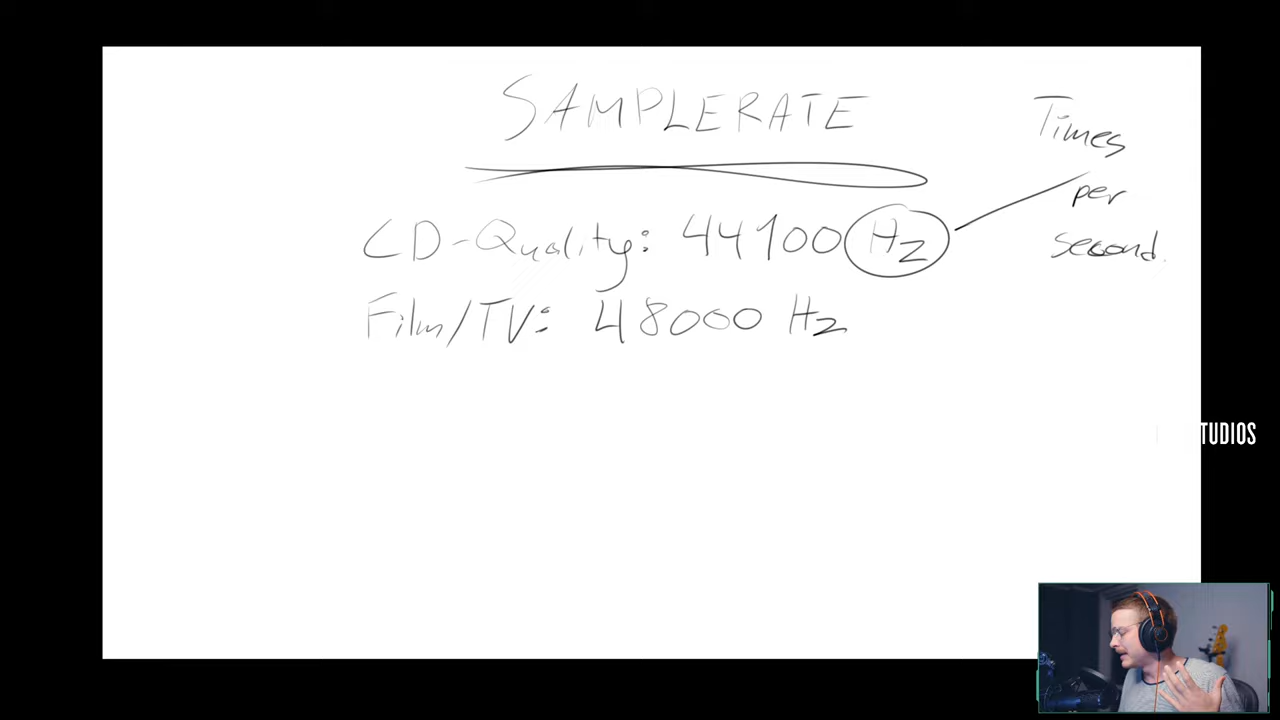 SAMPLERATE
CD-Quality: 44100 Hz
Film/TV: 48000 Hz
Times
per
second.
TUDIOS